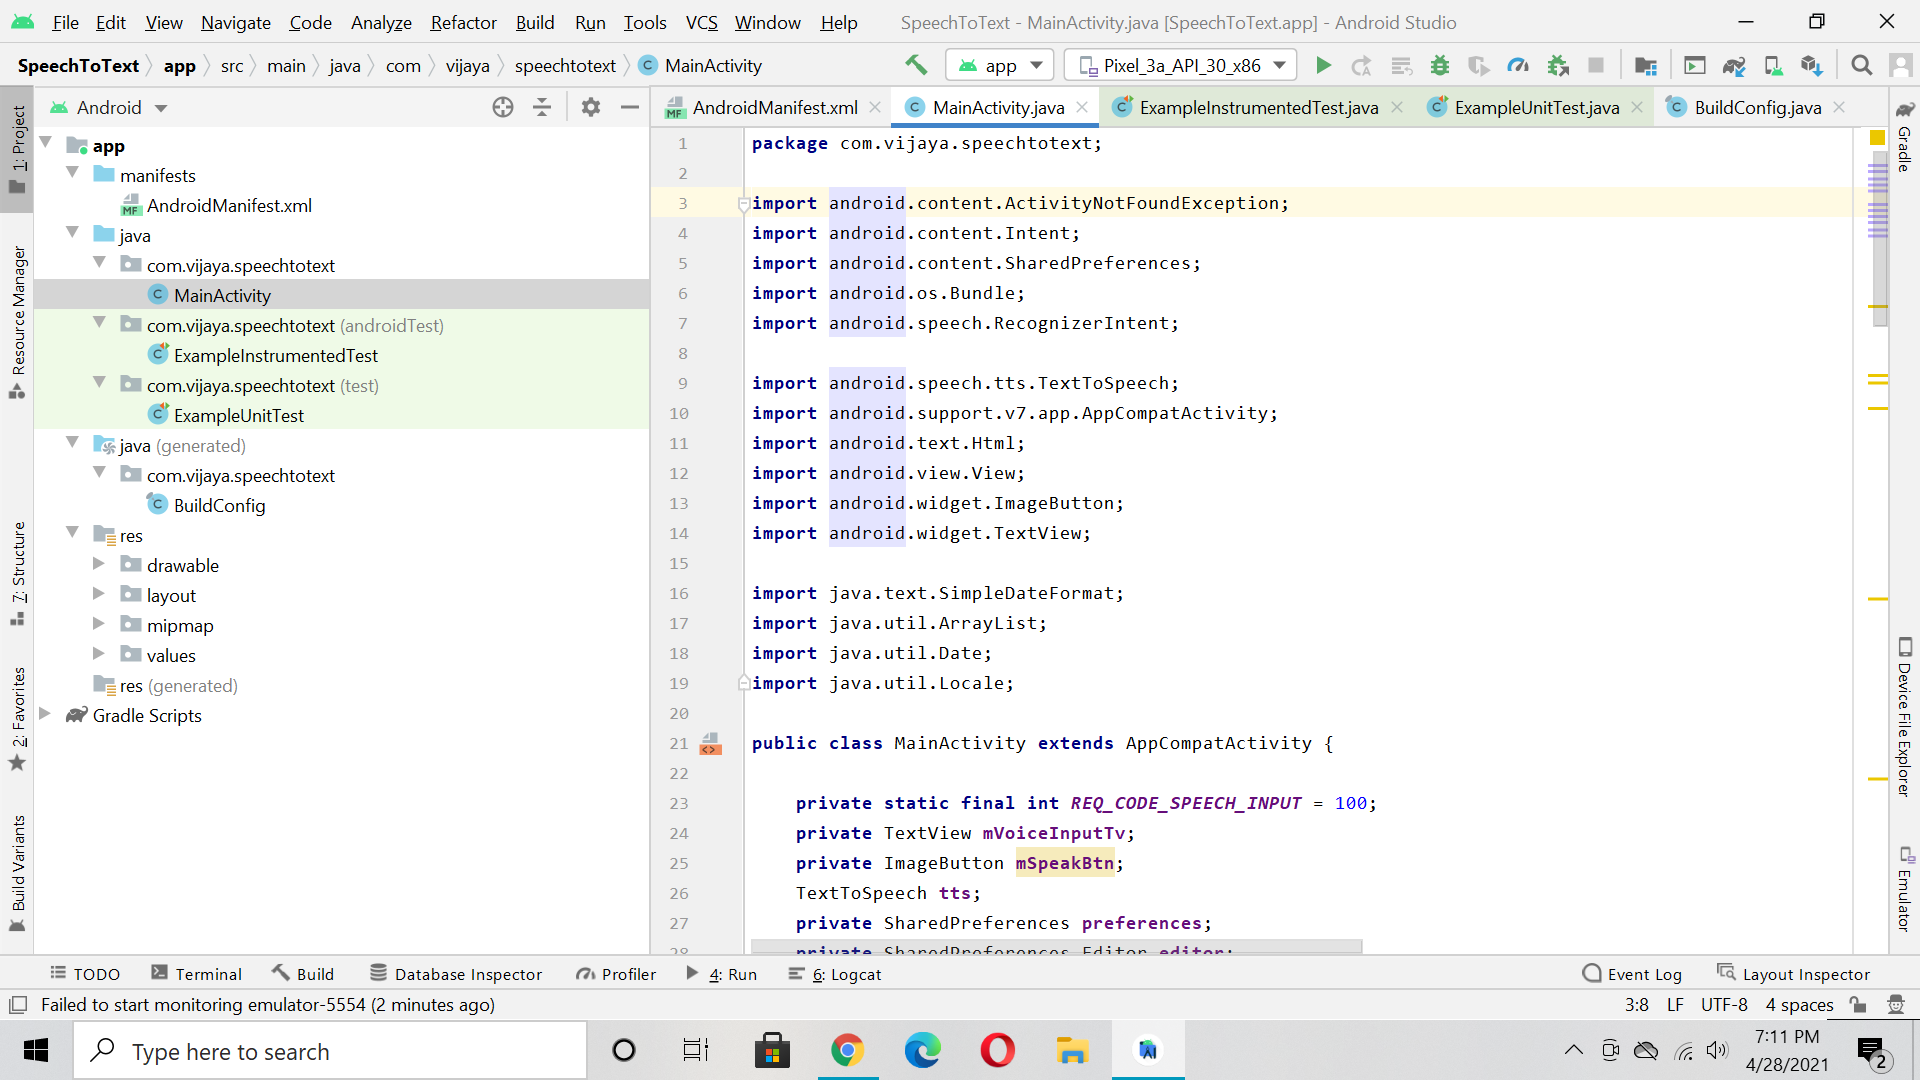 File Edit View Navigate Code Analyze Refactor Build Run Tools VCS Window Help SpeechToText - MainActivity.java [SpeechToText.app] - Android Studio
SpeechToText app src main java com vijaya speechtotext C MainActivity app Pixel_3a_API_30_x86
Android
MF AndroidManifest.xml C MainActivity.java C ExampleInstrumentedTest.java C ExampleUnitTest.java C BuildConfig.java
1: Project
Resource Manager
7: Structure
2: Favorites
Build Variants
app
manifests
MF AndroidManifest.xml
java
com.vijaya.speechtotext
C MainActivity
com.vijaya.speechtotext (androidTest)
C ExampleInstrumentedTest
com.vijaya.speechtotext (test)
C ExampleUnitTest
java (generated)
com.vijaya.speechtotext
C BuildConfig
res
drawable
layout
mipmap
values
res (generated)
Gradle Scripts
1 package com.vijaya.speechtotext;
2
3 import android.content.ActivityNotFoundException;
4 import android.content.Intent;
5 import android.content.SharedPreferences;
6 import android.os.Bundle;
7 import android.speech.RecognizerIntent;
8
9 import android.speech.tts.TextToSpeech;
10 import android.support.v7.app.AppCompatActivity;
11 import android.text.Html;
12 import android.view.View;
13 import android.widget.ImageButton;
14 import android.widget.TextView;
15
16 import java.text.SimpleDateFormat;
17 import java.util.ArrayList;
18 import java.util.Date;
19 import java.util.Locale;
20
21 public class MainActivity extends AppCompatActivity {
22
23 private static final int REQ_CODE_SPEECH_INPUT = 100;
24 private TextView mVoiceInputTv;
25 private ImageButton mSpeakBtn;
26 TextToSpeech tts;
27 private SharedPreferences preferences;
28 private SharedPreferences.Editor editor;
Gradle
Device File Explorer
Emulator
TODO Terminal Build Database Inspector Profiler 4: Run 6: Logcat Event Log Layout Inspector
Failed to start monitoring emulator-5554 (2 minutes ago) 3:8 LF UTF-8 4 spaces
Type here to search
7:11 PM
4/28/2021
2